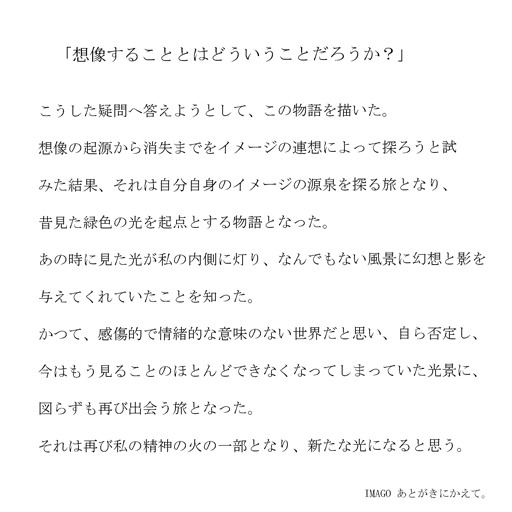 「想像することとはどういうことだろうか？」
こうした疑問へ答えようとして、この物語を描いた。
想像の起源から消失までをイメージの連想によって探ろうと試
みた結果、それは自分自身のイメージの源泉を探る旅となり、
昔見た緑色の光を起点とする物語となった。
あの時に見た光が私の内側に灯り、なんでもない風景に幻想と影を
与えてくれていたことを知った。
かつて、感傷的で情緒的な意味のない世界だと思い、自ら否定し、
今はもう見ることのほとんどできなくなってしまっていた光景に、
図らずも再び出会う旅となった。
それは再び私の精神の火の一部となり、新たな光になると思う。
IMAGO あとがきにかえて。